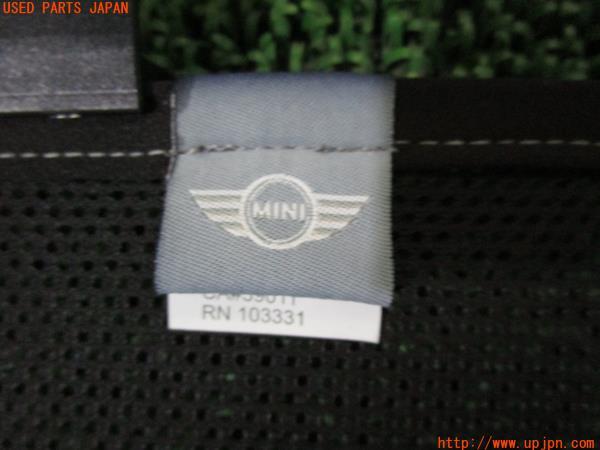 USED PARTS JAPAN
MINI
RN 103331
http://www.upjpn.com/